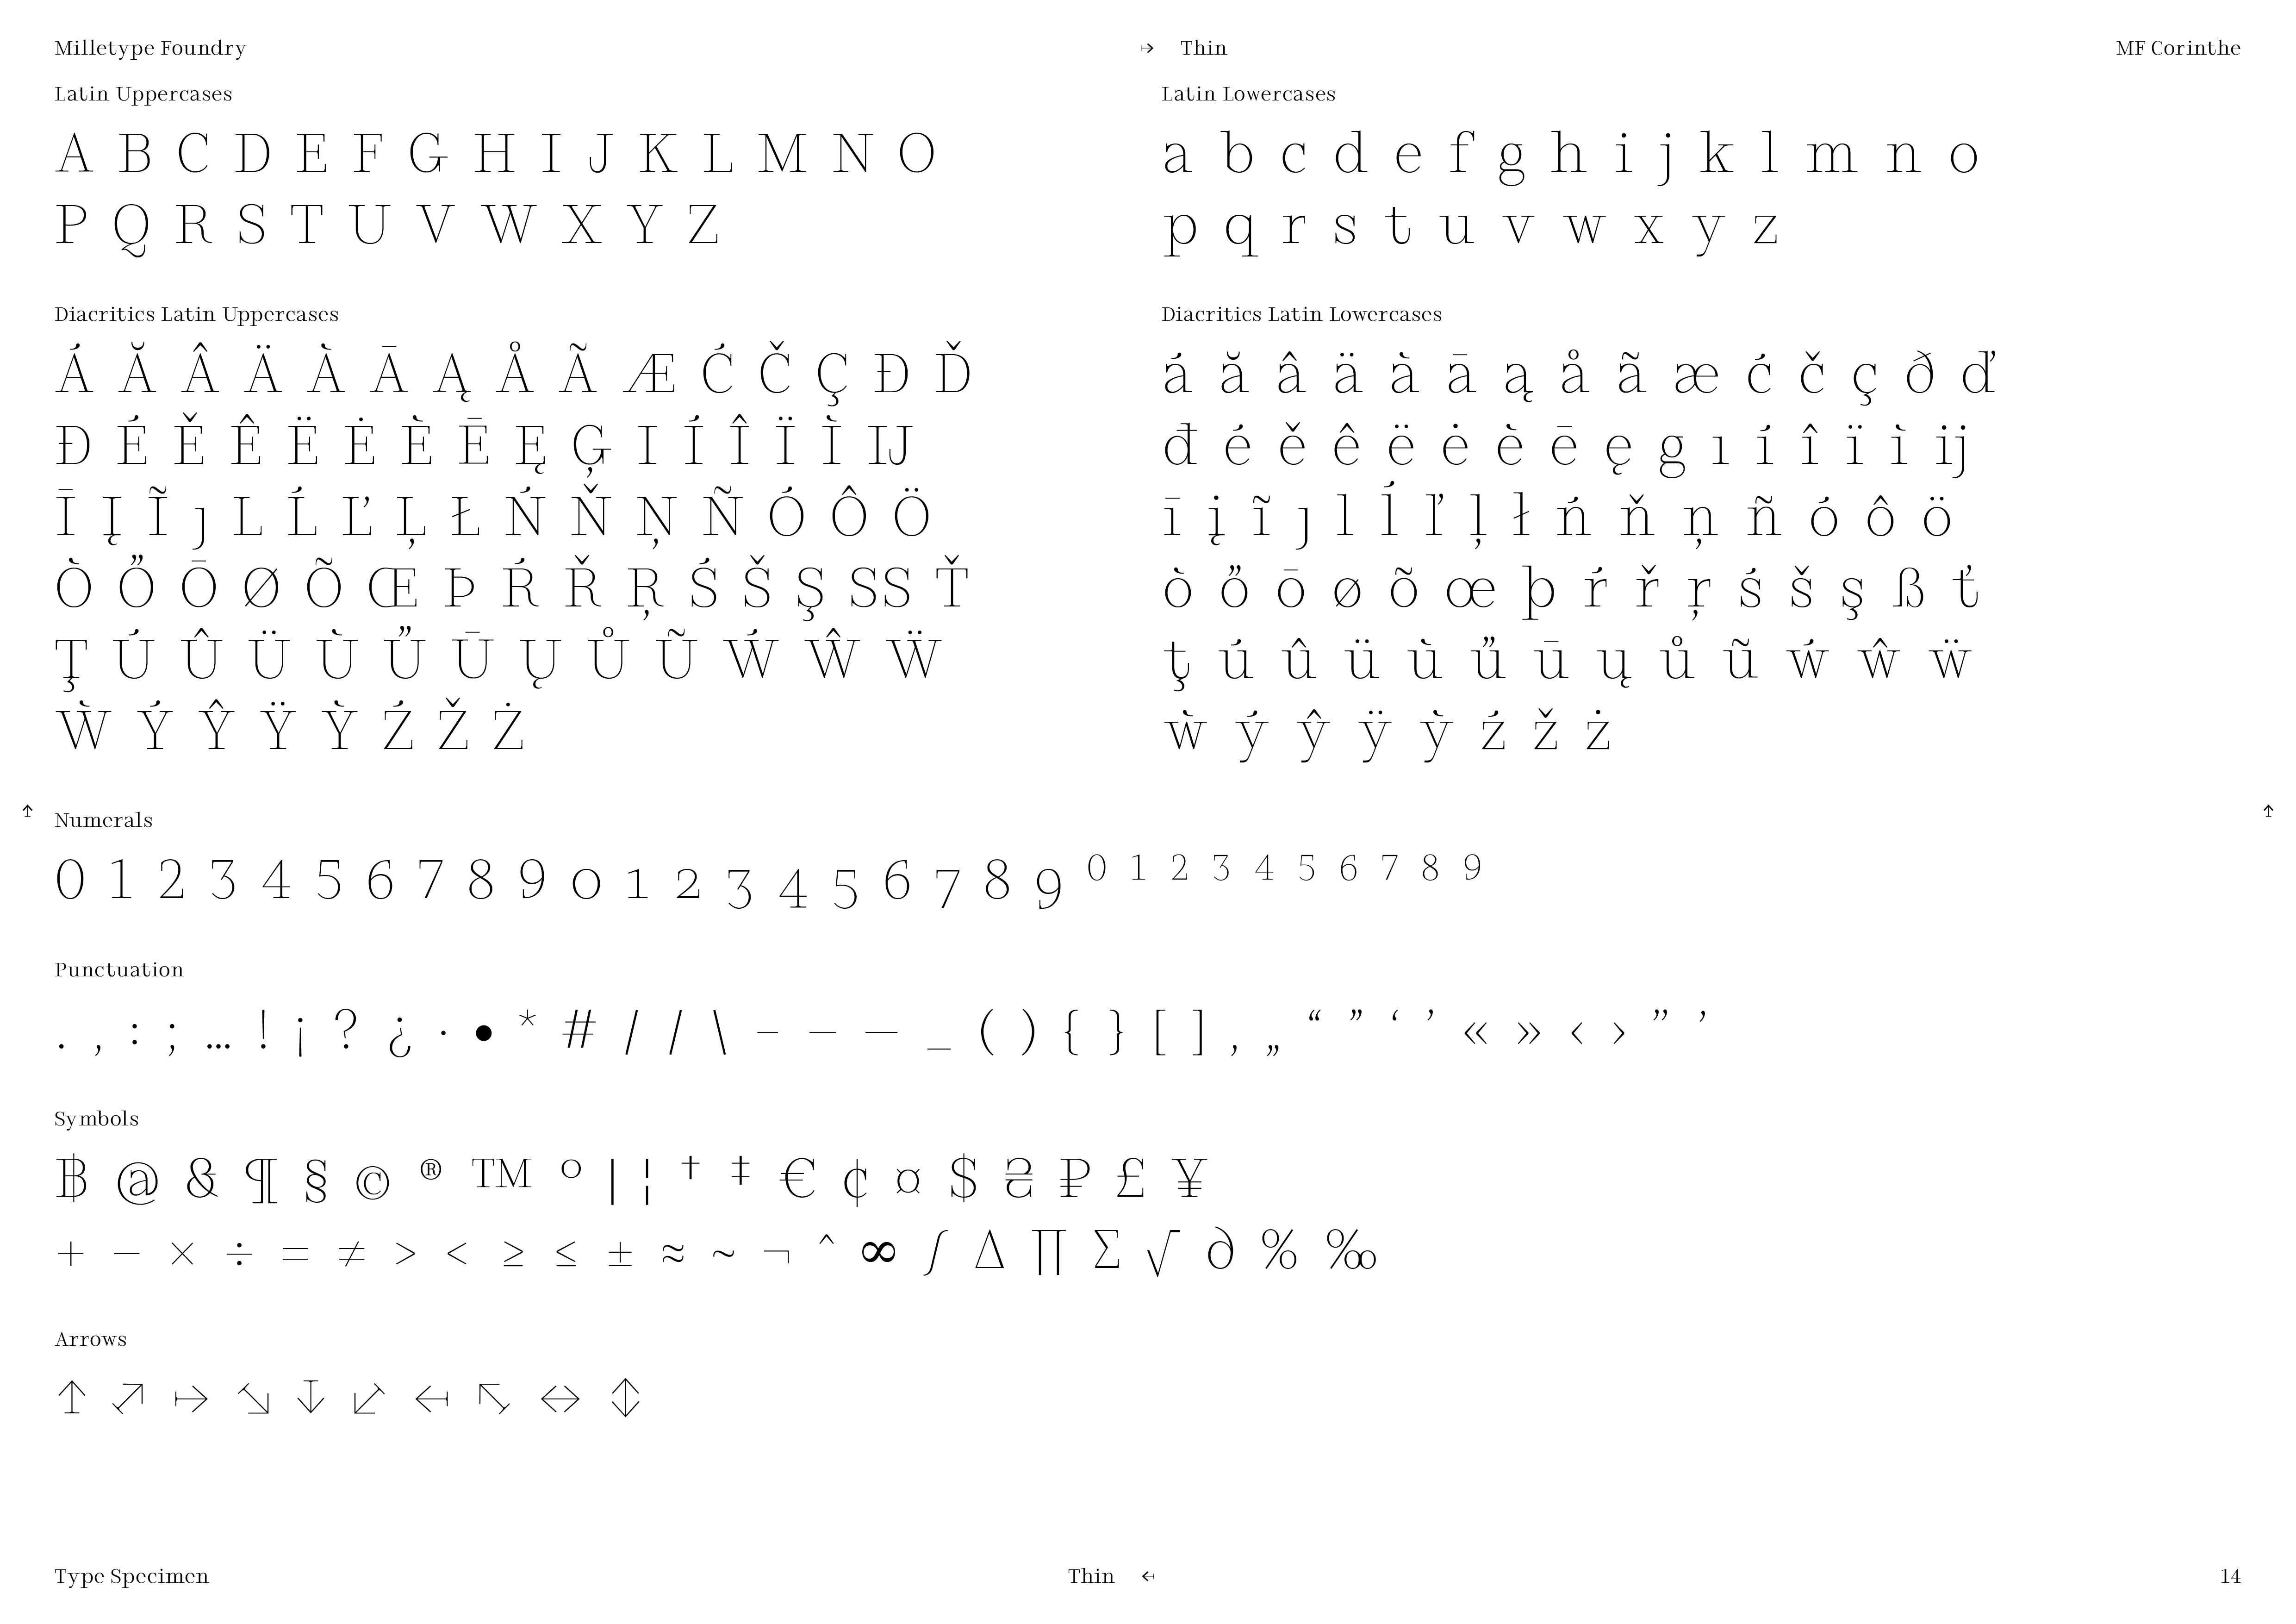 Milletype Foundry
↦ Thin
MF Corinthe
Latin Uppercases
A B C D E F G H I J K L M N O
P Q R S T U V W X Y Z
Latin Lowercases
a b c d e f g h i j k l m n o
p q r s t u v w x y z
Diacritics Latin Uppercases
Á Ă Â Ä À Ā Ą Å Ã Æ Ć Č Ç Đ Ď
Đ É Ě Ê Ë Ė È Ē Ę Ģ I Í Î Ï Ì IJ
Ī Į Ĩ ȷ L Ĺ Ľ Ļ Ł Ń Ň Ņ Ñ Ó Ô Ö
Ò Ő Ō Ø Õ Œ Þ Ŕ Ř Ŗ Ś Š Ş SS Ť
Ţ Ú Û Ü Ù Ű Ū Ų Ů Ũ Ẃ Ŵ Ẅ
Ẁ Ý Ŷ Ÿ Ỳ Ź Ž Ż
Diacritics Latin Lowercases
á ă â ä à ā ą å ã æ ć č ç ð ď
đ é ě ê ë ė è ē ę g ı í î ï ì ij
ī į ĩ ȷ l ĺ ľ ļ ł ń ň ņ ñ ó ô ö
ò ő ō ø õ œ þ ŕ ř ŗ ś š ş ß ť
ţ ú û ü ù ű ū ų ů ũ ẃ ŵ ẅ
ẁ ý ŷ ÿ ỳ ź ž ż
↥ Numerals ↥
0 1 2 3 4 5 6 7 8 9 0 1 2 3 4 5 6 7 8 9 ⁰ ¹ ² ³ ⁴ ⁵ ⁶ ⁷ ⁸ ⁹
Punctuation
. , : ; … ! ¡ ? ¿ · • * # / / \ - – — _ ( ) { } [ ] ‚ „ “ ” ‘ ’ « » ‹ › ” ’
Symbols
฿ @ & ¶ § © ® ™ ° | ¦ † ‡ € ¢ ¤ $ ₴ ₽ £ ¥
+ − × ÷ = ≠ > < ≥ ≤ ± ≈ ~ ¬ ^ ∞ ∫ ∆ ∏ ∑ √ ∂ % ‰
Arrows
↥ ↗ ↦ ↘ ↧ ↙ ↤ ↖ ↔ ↕
Type Specimen
Thin ↤
14